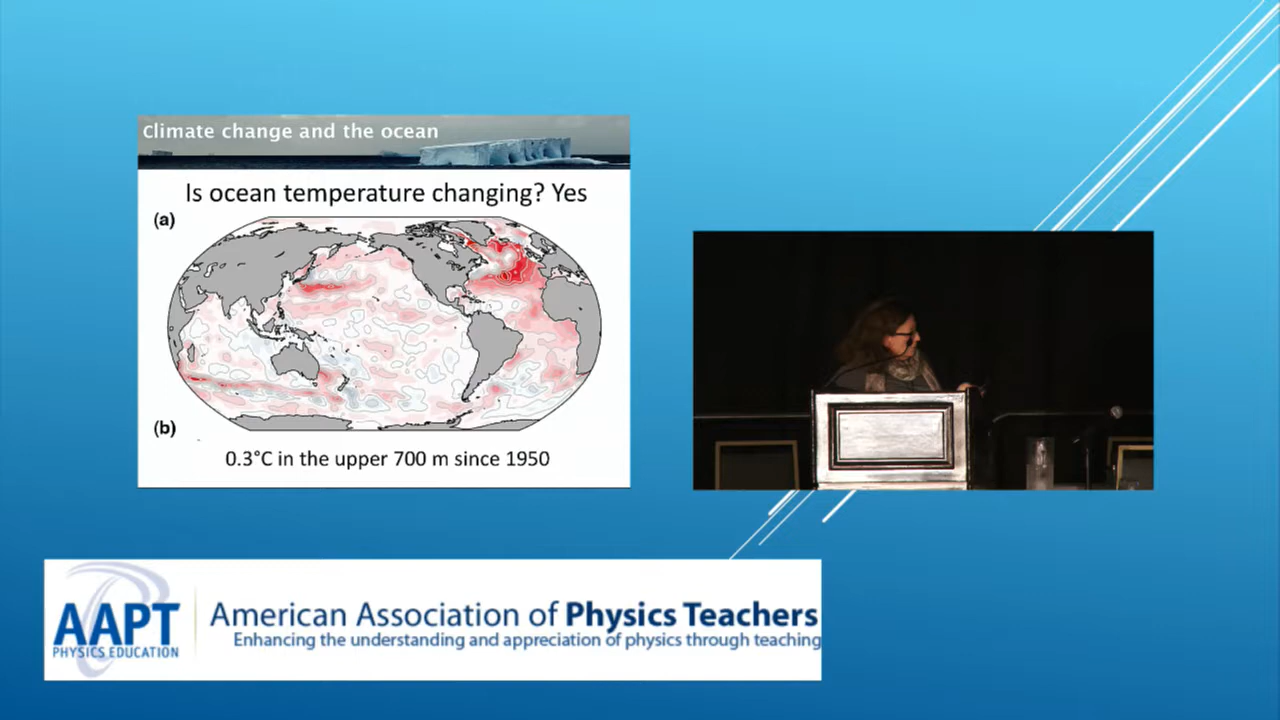 Climate change and the ocean
Is ocean temperature changing? Yes
(a)
(b)
0.3°C in the upper 700 m since 1950
AAPT
PHYSICS EDUCATION
American Association of Physics Teachers
Enhancing the understanding and appreciation of physics through teaching